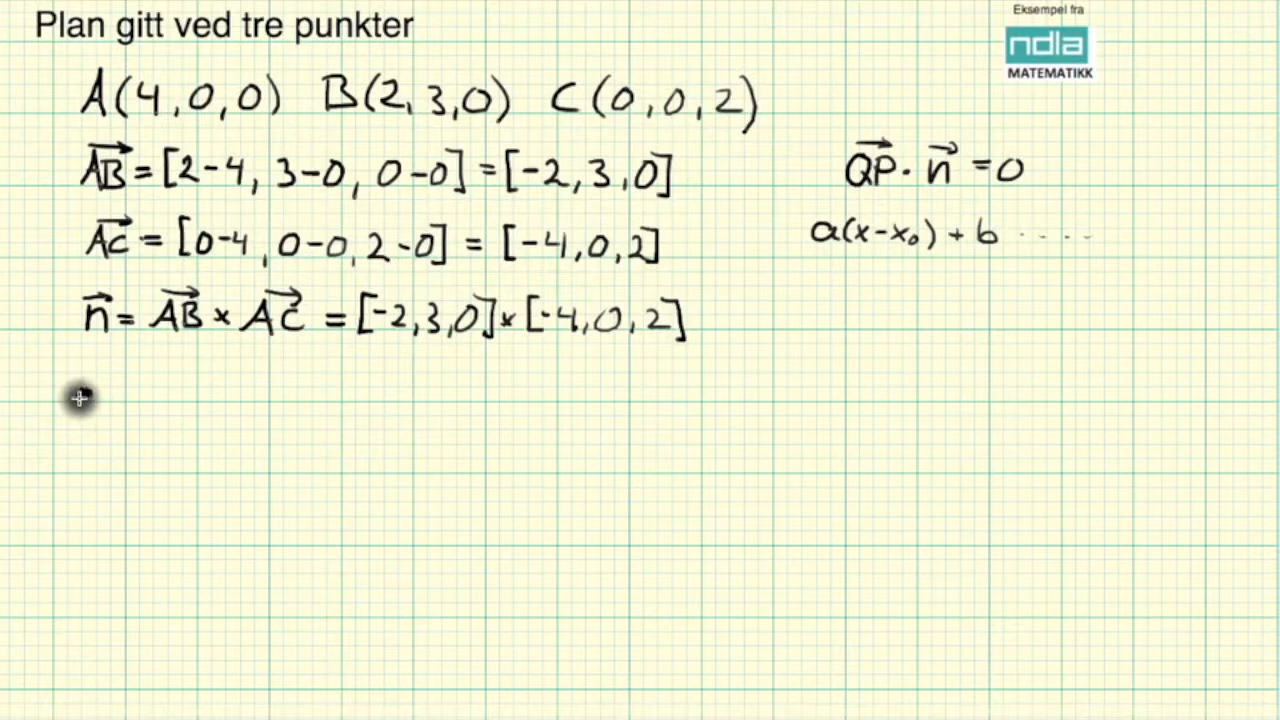 Plan gitt ved tre punkter
Eksempel fra
ndla
MATEMATIKK
A(4,0,0) B(2,3,0) C(0,0,2)
AB⃗ = [2-4, 3-0, 0-0] = [-2,3,0]
AC⃗ = [0-4, 0-0, 2-0] = [-4,0,2]
n⃗ = AB⃗ × AC⃗ = [-2,3,0] × [-4,0,2]
QP⃗ · n⃗ = 0
a(x-x₀) + b ....